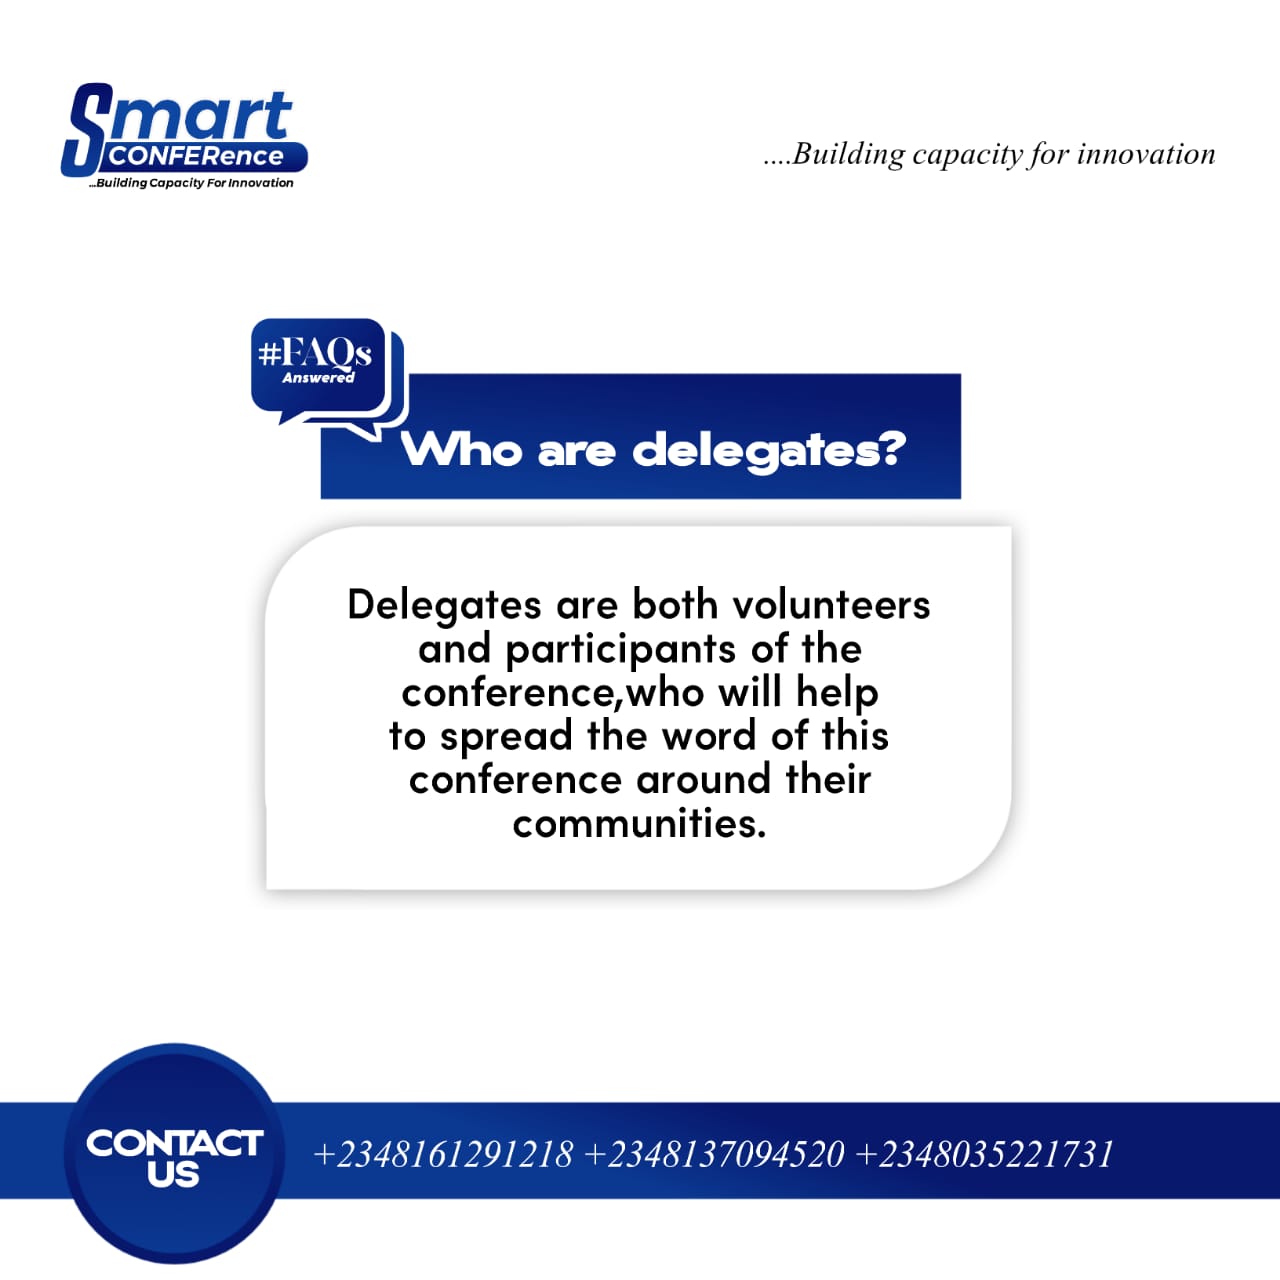 Smart
CONFERence
...Building Capacity For Innovation
....Building capacity for innovation
#FAQs
Answered
Who are delegates?
Delegates are both volunteers
and participants of the
conference,who will help
to spread the word of this
conference around their
communities.
CONTACT
US
+2348161291218 +2348137094520 +2348035221731